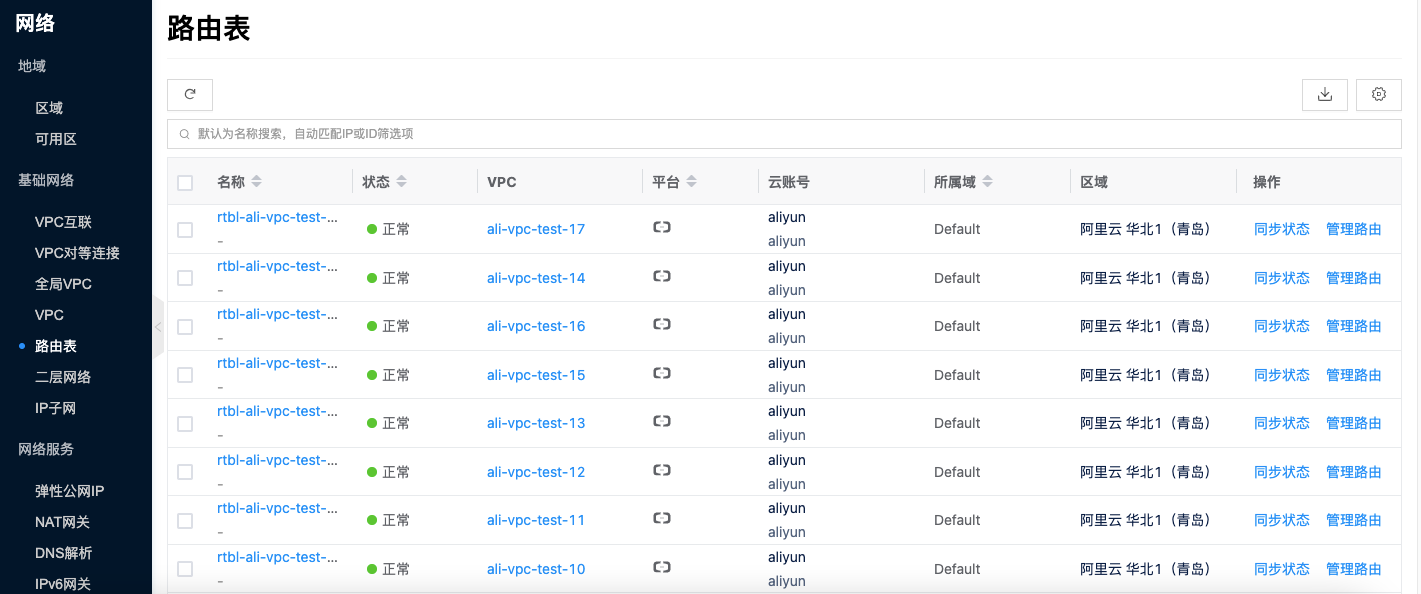 网络
地域
区域
可用区
基础网络
VPC互联
VPC对等连接
全局VPC
VPC
路由表
二层网络
IP子网
网络服务
弹性公网IP
NAT网关
DNS解析
IPv6网关
路由表
默认为名称搜索，自动匹配IP或ID筛选项
名称 状态 VPC 平台 云账号 所属域 区域 操作
rtbl-ali-vpc-test-... 正常 ali-vpc-test-17 aliyun Default 阿里云 华北1（青岛） 同步状态 管理路由
- aliyun
rtbl-ali-vpc-test-... 正常 ali-vpc-test-14 aliyun Default 阿里云 华北1（青岛） 同步状态 管理路由
- aliyun
rtbl-ali-vpc-test-... 正常 ali-vpc-test-16 aliyun Default 阿里云 华北1（青岛） 同步状态 管理路由
- aliyun
rtbl-ali-vpc-test-... 正常 ali-vpc-test-15 aliyun Default 阿里云 华北1（青岛） 同步状态 管理路由
- aliyun
rtbl-ali-vpc-test-... 正常 ali-vpc-test-13 aliyun Default 阿里云 华北1（青岛） 同步状态 管理路由
- aliyun
rtbl-ali-vpc-test-... 正常 ali-vpc-test-12 aliyun Default 阿里云 华北1（青岛） 同步状态 管理路由
- aliyun
rtbl-ali-vpc-test-... 正常 ali-vpc-test-11 aliyun Default 阿里云 华北1（青岛） 同步状态 管理路由
- aliyun
rtbl-ali-vpc-test-... 正常 ali-vpc-test-10 aliyun Default 阿里云 华北1（青岛） 同步状态 管理路由
- aliyun